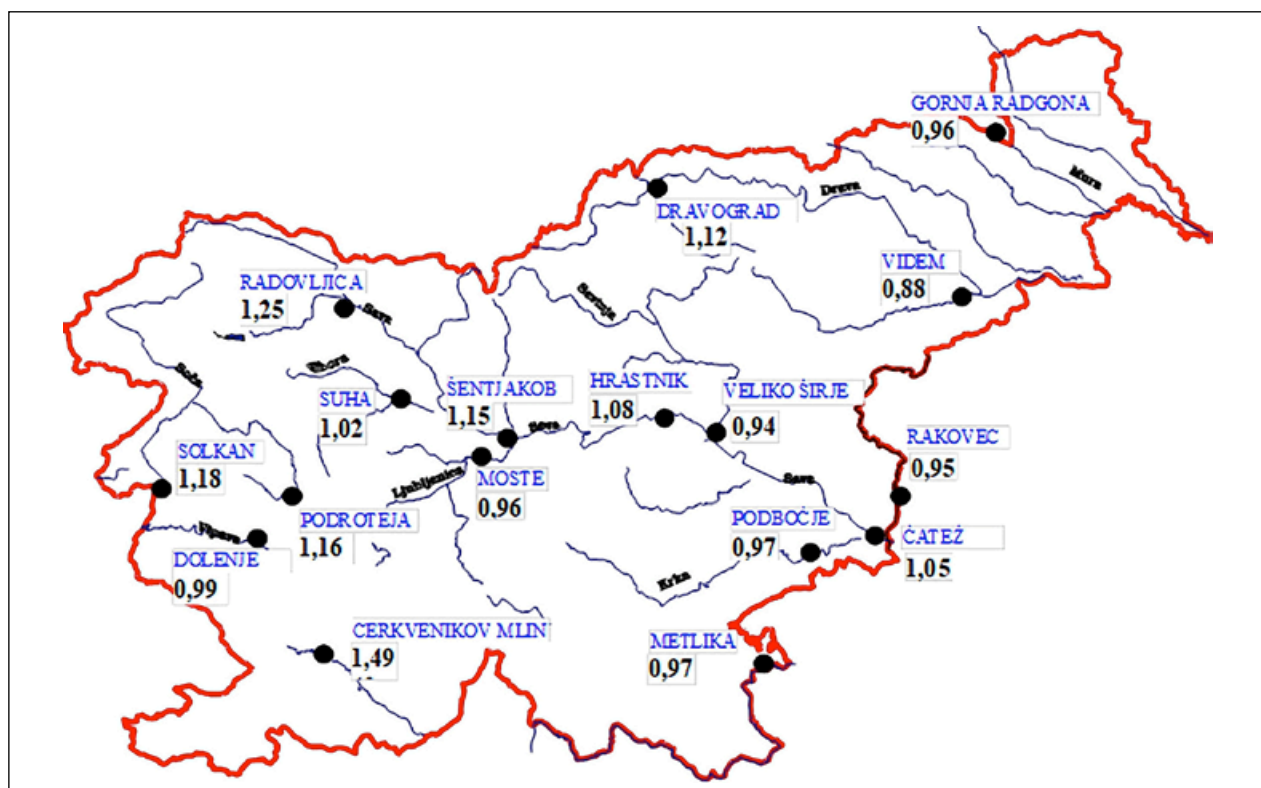 GORNJA RADGONA
0,96
Mura
Drava
DRAVOGRAD
1,12
VIDEM
0,88
RADOVLJICA
1,25
Sava
Savinja
Soča
SUHA
1,02
ŠENTJAKOB
1,15
Sava
HRASTNIK
1,08
VELIKO ŠIRJE
0,94
RAKOVEC
0,95
SOLKAN
1,18
Ljubljanica
MOSTE
0,96
Sava
PODROTEJA
1,16
PODBOČJE
0,97
ČATEŽ
1,05
Vipava
DOLENJE
0,99
Krka
CERKVENIKOV MLIN
1,49
METLIKA
0,97